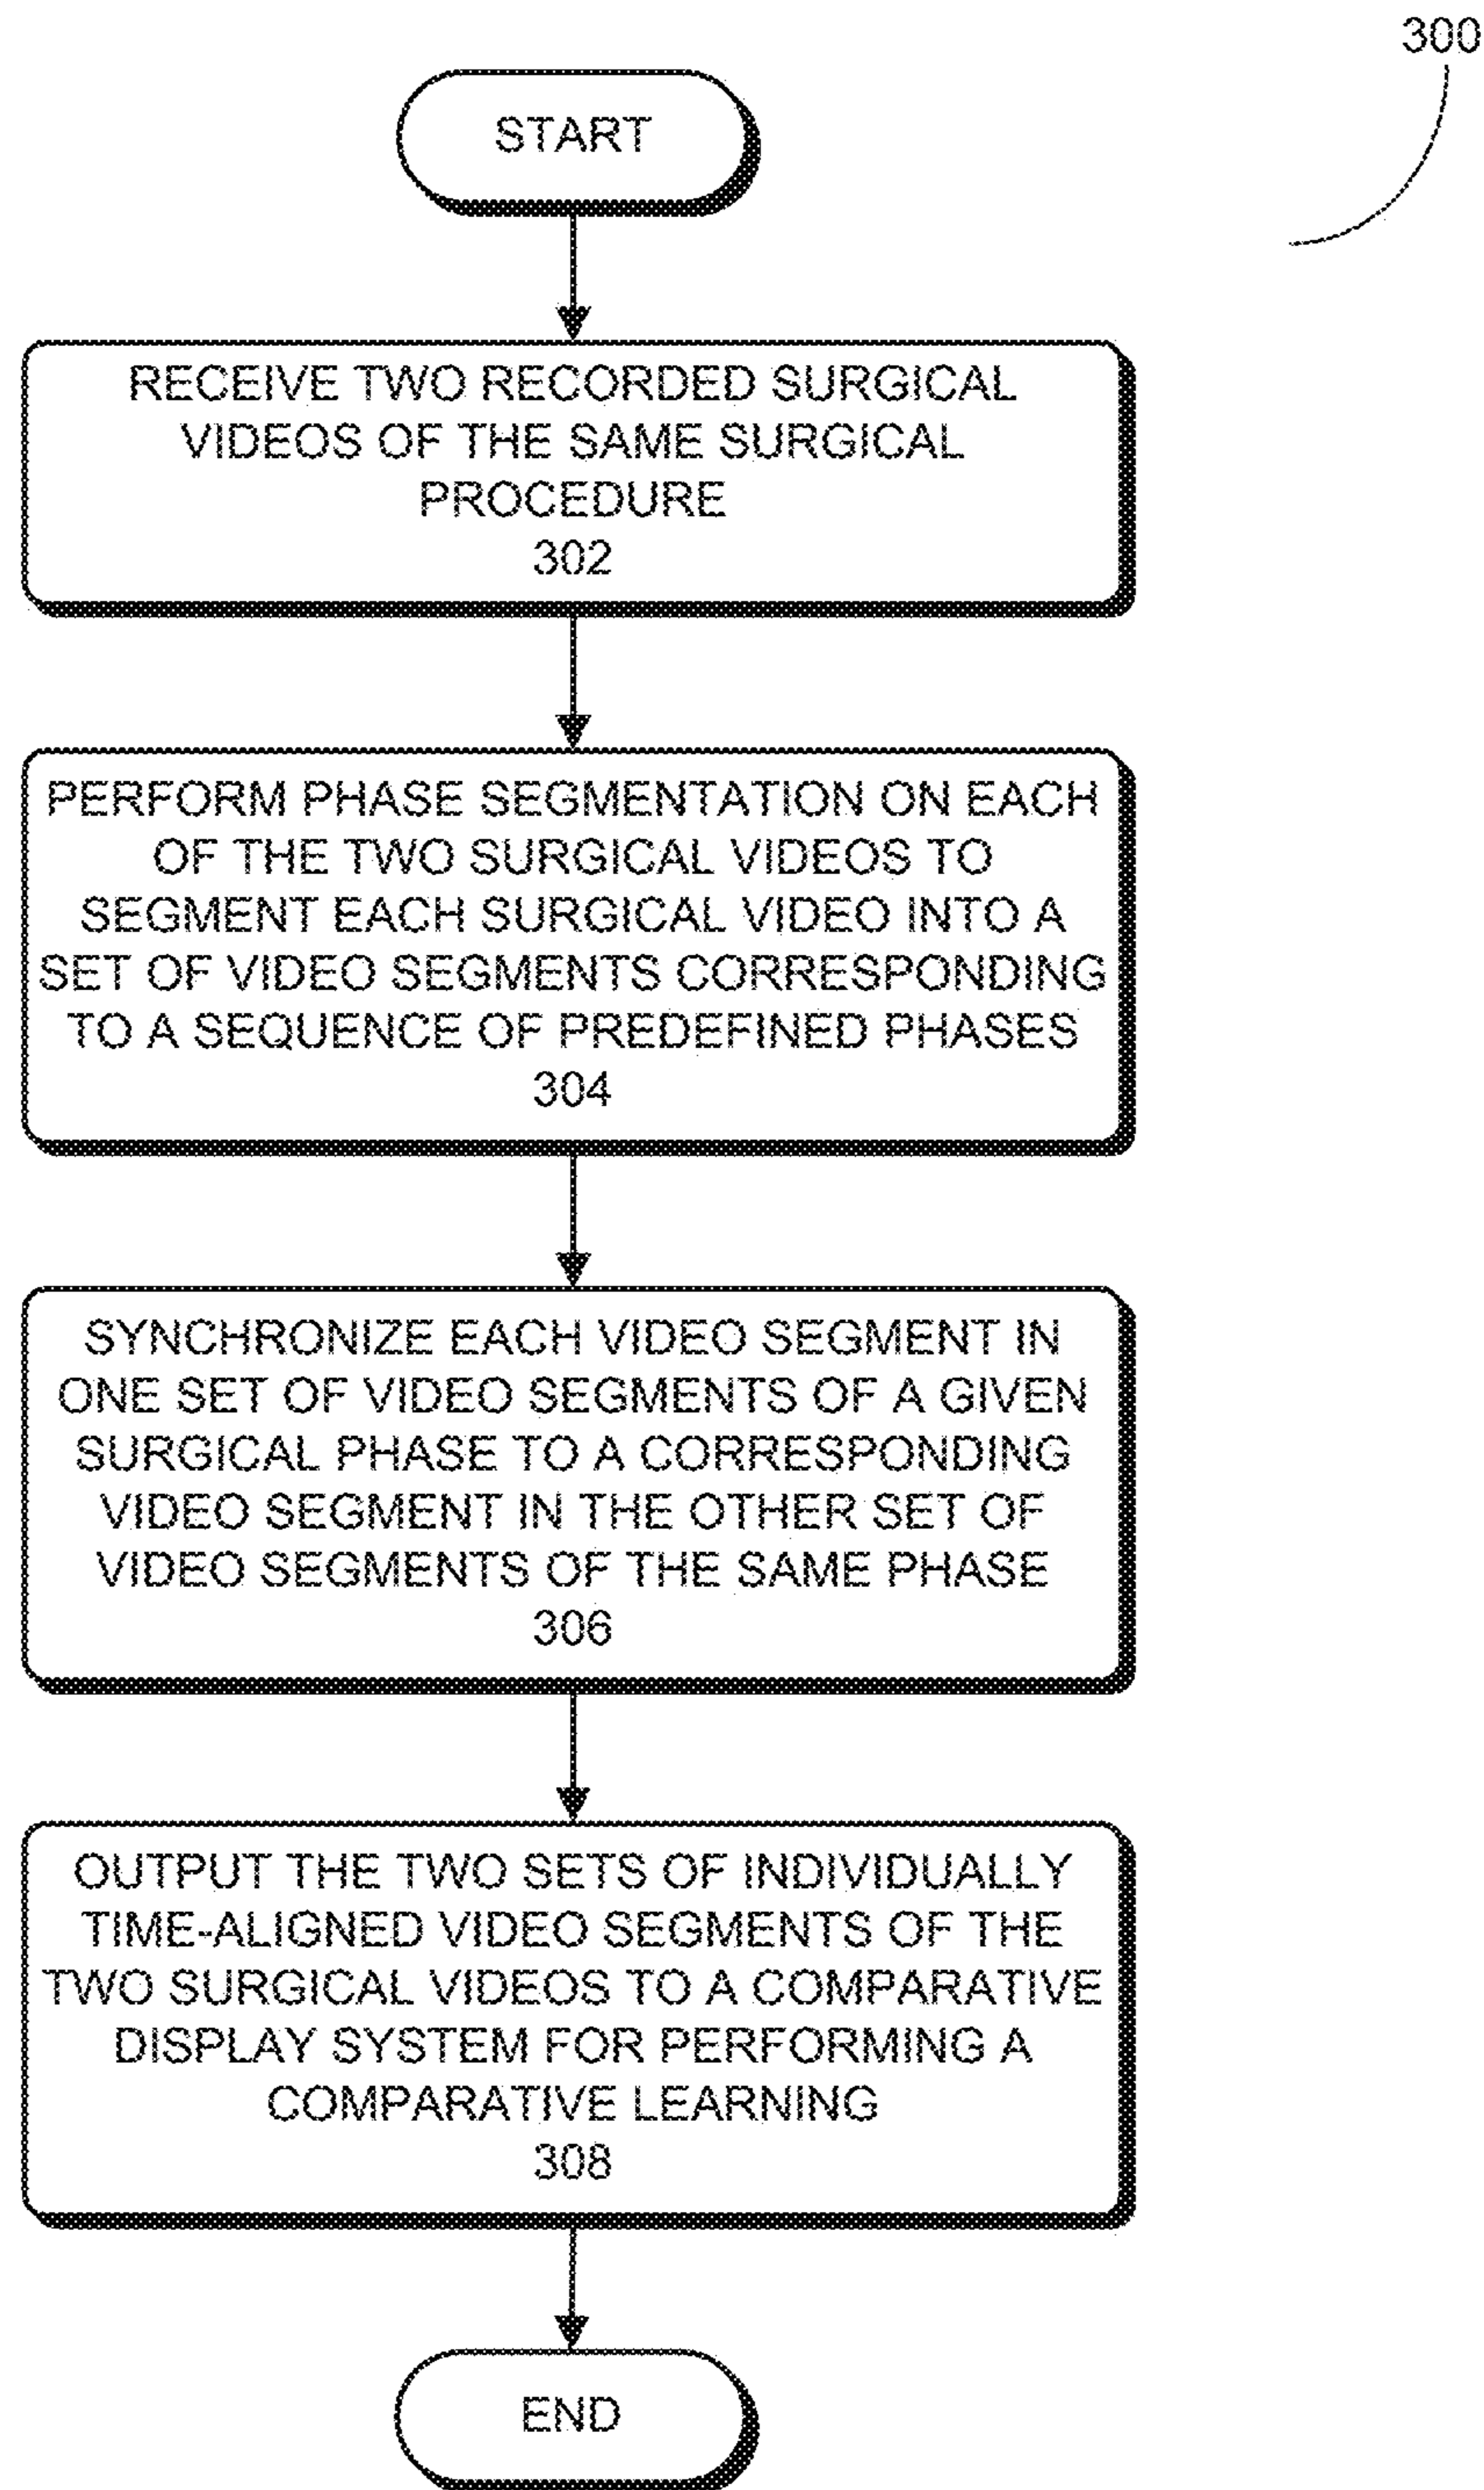 300
START
RECEIVE TWO RECORDED SURGICAL
VIDEOS OF THE SAME SURGICAL
PROCEDURE
302
PERFORM PHASE SEGMENTATION ON EACH
OF THE TWO SURGICAL VIDEOS TO
SEGMENT EACH SURGICAL VIDEO INTO A
SET OF VIDEO SEGMENTS CORRESPONDING
TO A SEQUENCE OF PREDEFINED PHASES
304
SYNCHRONIZE EACH VIDEO SEGMENT IN
ONE SET OF VIDEO SEGMENTS OF A GIVEN
SURGICAL PHASE TO A CORRESPONDING
VIDEO SEGMENT IN THE OTHER SET OF
VIDEO SEGMENTS OF THE SAME PHASE
306
OUTPUT THE TWO SETS OF INDIVIDUALLY
TIME-ALIGNED VIDEO SEGMENTS OF THE
TWO SURGICAL VIDEOS TO A COMPARATIVE
DISPLAY SYSTEM FOR PERFORMING A
COMPARATIVE LEARNING
308
END